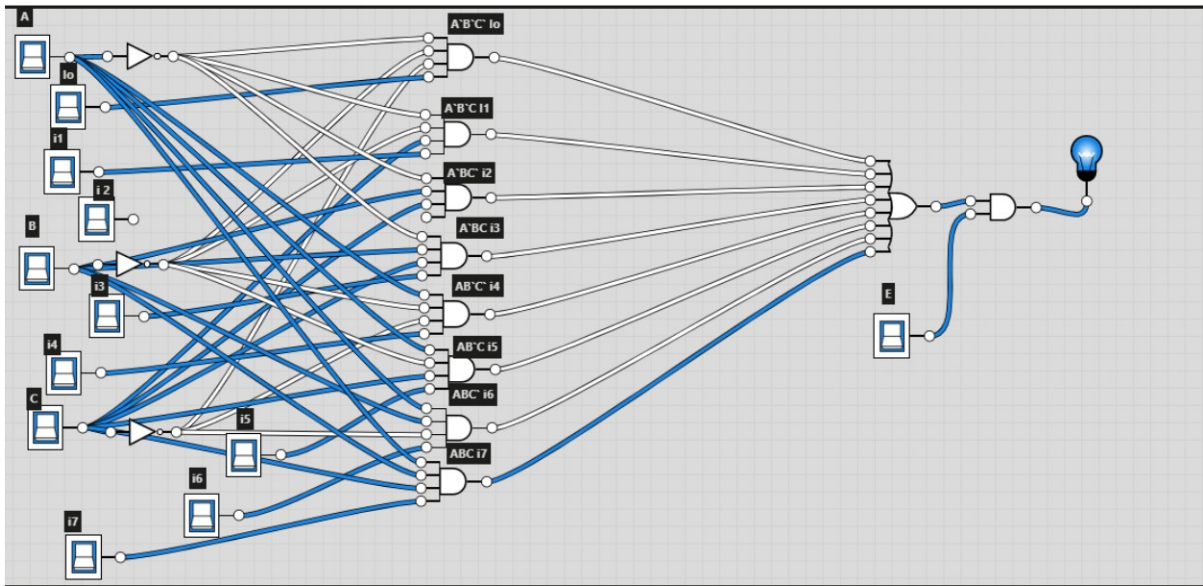 A
A`B`C` Io
Io
A`B`C I1
i1
A`BC` i2
i 2
B
A`BC i3
i3
AB`C` i4
E
i4
AB`C i5
ABC` i6
C
i5
ABC i7
i6
i7